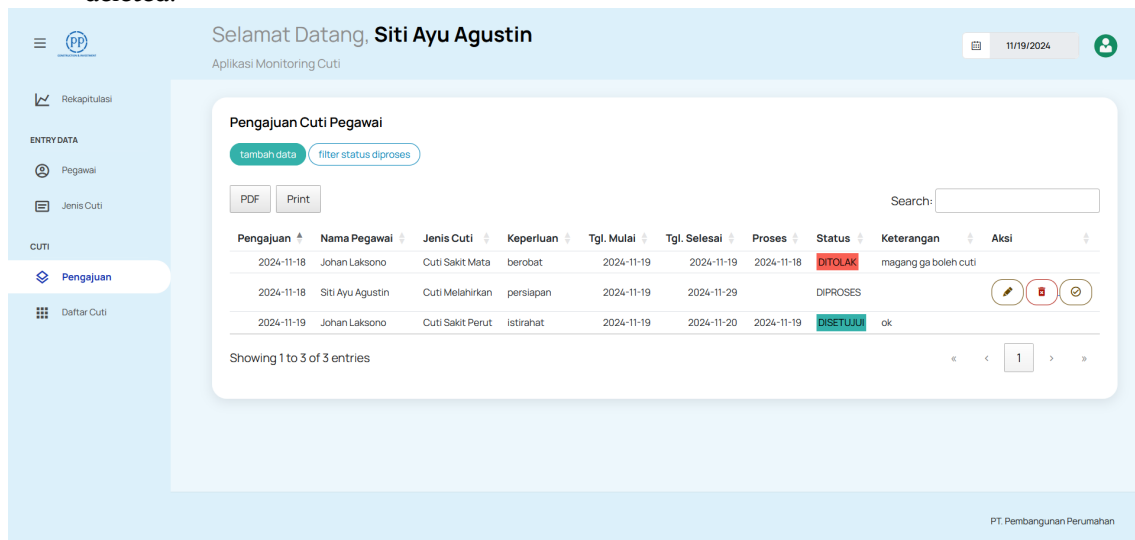 deleted.
PP
Selamat Datang, Siti Ayu Agustin
Aplikasi Monitoring Cuti
11/19/2024
Rekapitulasi
ENTRY DATA
Pegawai
Jenis Cuti
CUTI
Pengajuan
Daftar Cuti
Pengajuan Cuti Pegawai
tambah data filter status diproses
PDF Print Search:
Pengajuan Nama Pegawai Jenis Cuti Keperluan Tgl. Mulai Tgl. Selesai Proses Status Keterangan Aksi
2024-11-18 Johan Laksono Cuti Sakit Mata berobat 2024-11-19 2024-11-19 2024-11-18 DITOLAK magang ga boleh cuti
2024-11-18 Siti Ayu Agustin Cuti Melahirkan persiapan 2024-11-19 2024-11-29 DIPROSES
2024-11-19 Johan Laksono Cuti Sakit Perut istirahat 2024-11-19 2024-11-20 2024-11-19 DISETUJUI ok
Showing 1 to 3 of 3 entries « ‹ 1 › »
PT. Pembangunan Perumahan